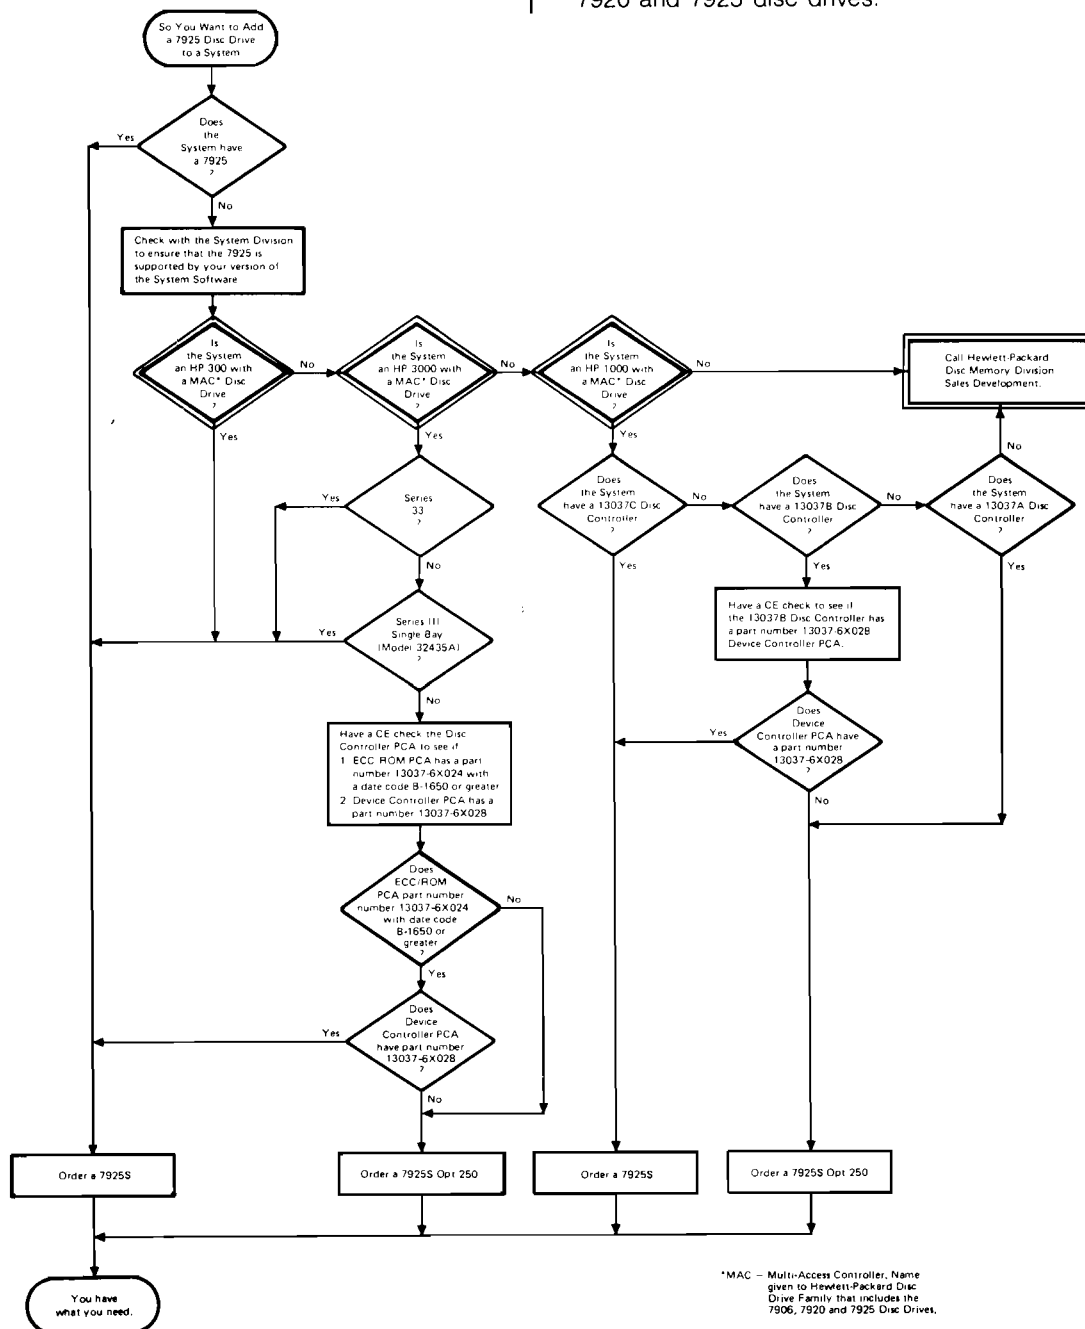 7920 and 7925 disc drives.
So You Want to Add
a 7925 Disc Drive
to a System
Does
the
System have
a 7925
?
Yes
No
Check with the System Division
to ensure that the 7925 is
supported by your version of
the System Software
Is
the System
an HP 300 with
a MAC* Disc
Drive
?
No
Yes
Is
the System
an HP 3000 with
a MAC* Disc
Drive
?
No
Yes
Is
the System
an HP 1000 with
a MAC* Disc
Drive
?
No
Yes
Call Hewlett-Packard
Disc Memory Division
Sales Development.
No
Series
33
?
Yes
No
Does
the System
have a 13037C Disc
Controller
?
No
Yes
Does
the System
have a 13037B Disc
Controller
?
No
Yes
Does
the System
have a 13037A Disc
Controller
?
Yes
Series III
Single Bay
(Model 32435A)
?
Yes
No
Have a CE check to see if
the 13037B Disc Controller has
a part number 13037-6X028
Device Controller PCA.
Does
Device
Controller PCA have
a part number
13037-6X028
?
Yes
No
Have a CE check the Disc
Controller PCA to see if
1 ECC ROM PCA has a part
number 13037-6X024 with
a date code B-1650 or greater
2 Device Controller PCA has a
part number 13037-6X028
Does
ECC/ROM
PCA part number
number 13037-6X024
with date code
B-1650 or
greater
?
No
Yes
Does
Device
Controller PCA
have part number
13037-6X028
?
Yes
No
Order a 7925S
Order a 7925S Opt 250
Order a 7925S
Order a 7925S Opt 250
You have
what you need.
*MAC – Multi-Access Controller, Name
given to Hewlett-Packard Disc
Drive Family that includes the
7906, 7920 and 7925 Disc Drives.